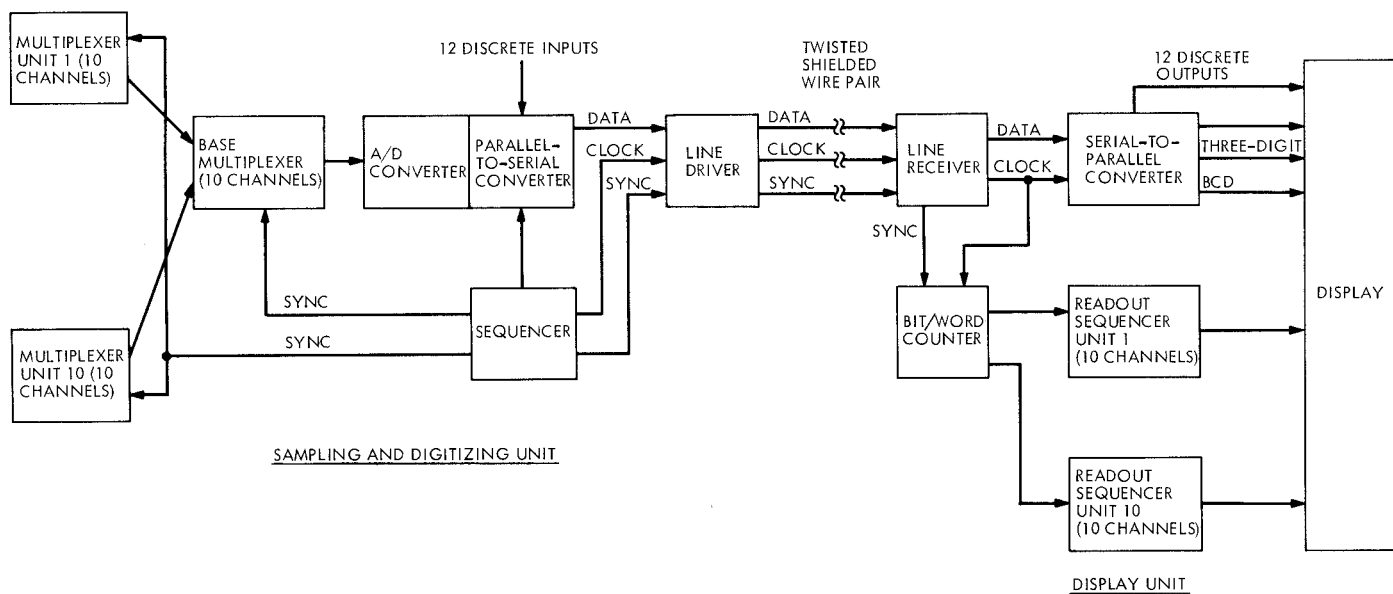 MULTIPLEXER
UNIT 1 (10
CHANNELS)
MULTIPLEXER
UNIT 10 (10
CHANNELS)
BASE
MULTIPLEXER
(10 CHANNELS)
12 DISCRETE INPUTS
A/D
CONVERTER
PARALLEL-
TO-SERIAL
CONVERTER
SYNC
SYNC
SEQUENCER
DATA
CLOCK
SYNC
LINE
DRIVER
TWISTED
SHIELDED
WIRE PAIR
DATA
CLOCK
SYNC
LINE
RECEIVER
DATA
CLOCK
SYNC
12 DISCRETE
OUTPUTS
SERIAL-TO-
PARALLEL
CONVERTER
THREE-DIGIT
BCD
BIT/WORD
COUNTER
READOUT
SEQUENCER
UNIT 1
(10 CHANNELS)
READOUT
SEQUENCER
UNIT 10
(10 CHANNELS)
DISPLAY
SAMPLING AND DIGITIZING UNIT
DISPLAY UNIT